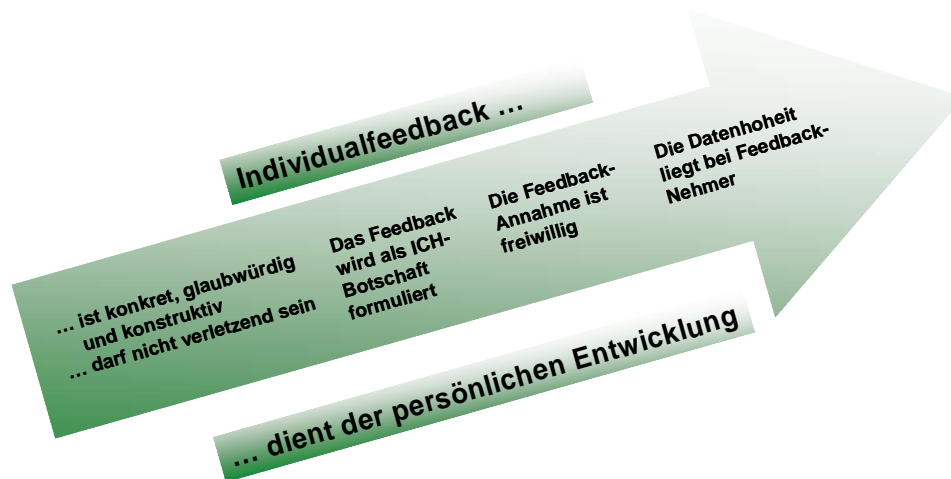 Individualfeedback ...
... ist konkret, glaubwürdig
und konstruktiv
... darf nicht verletzend sein
Das Feedback
wird als ICH-
Botschaft
formuliert
Die Feedback-
Annahme ist
freiwillig
Die Datenhoheit
liegt bei Feedback-
Nehmer
... dient der persönlichen Entwicklung